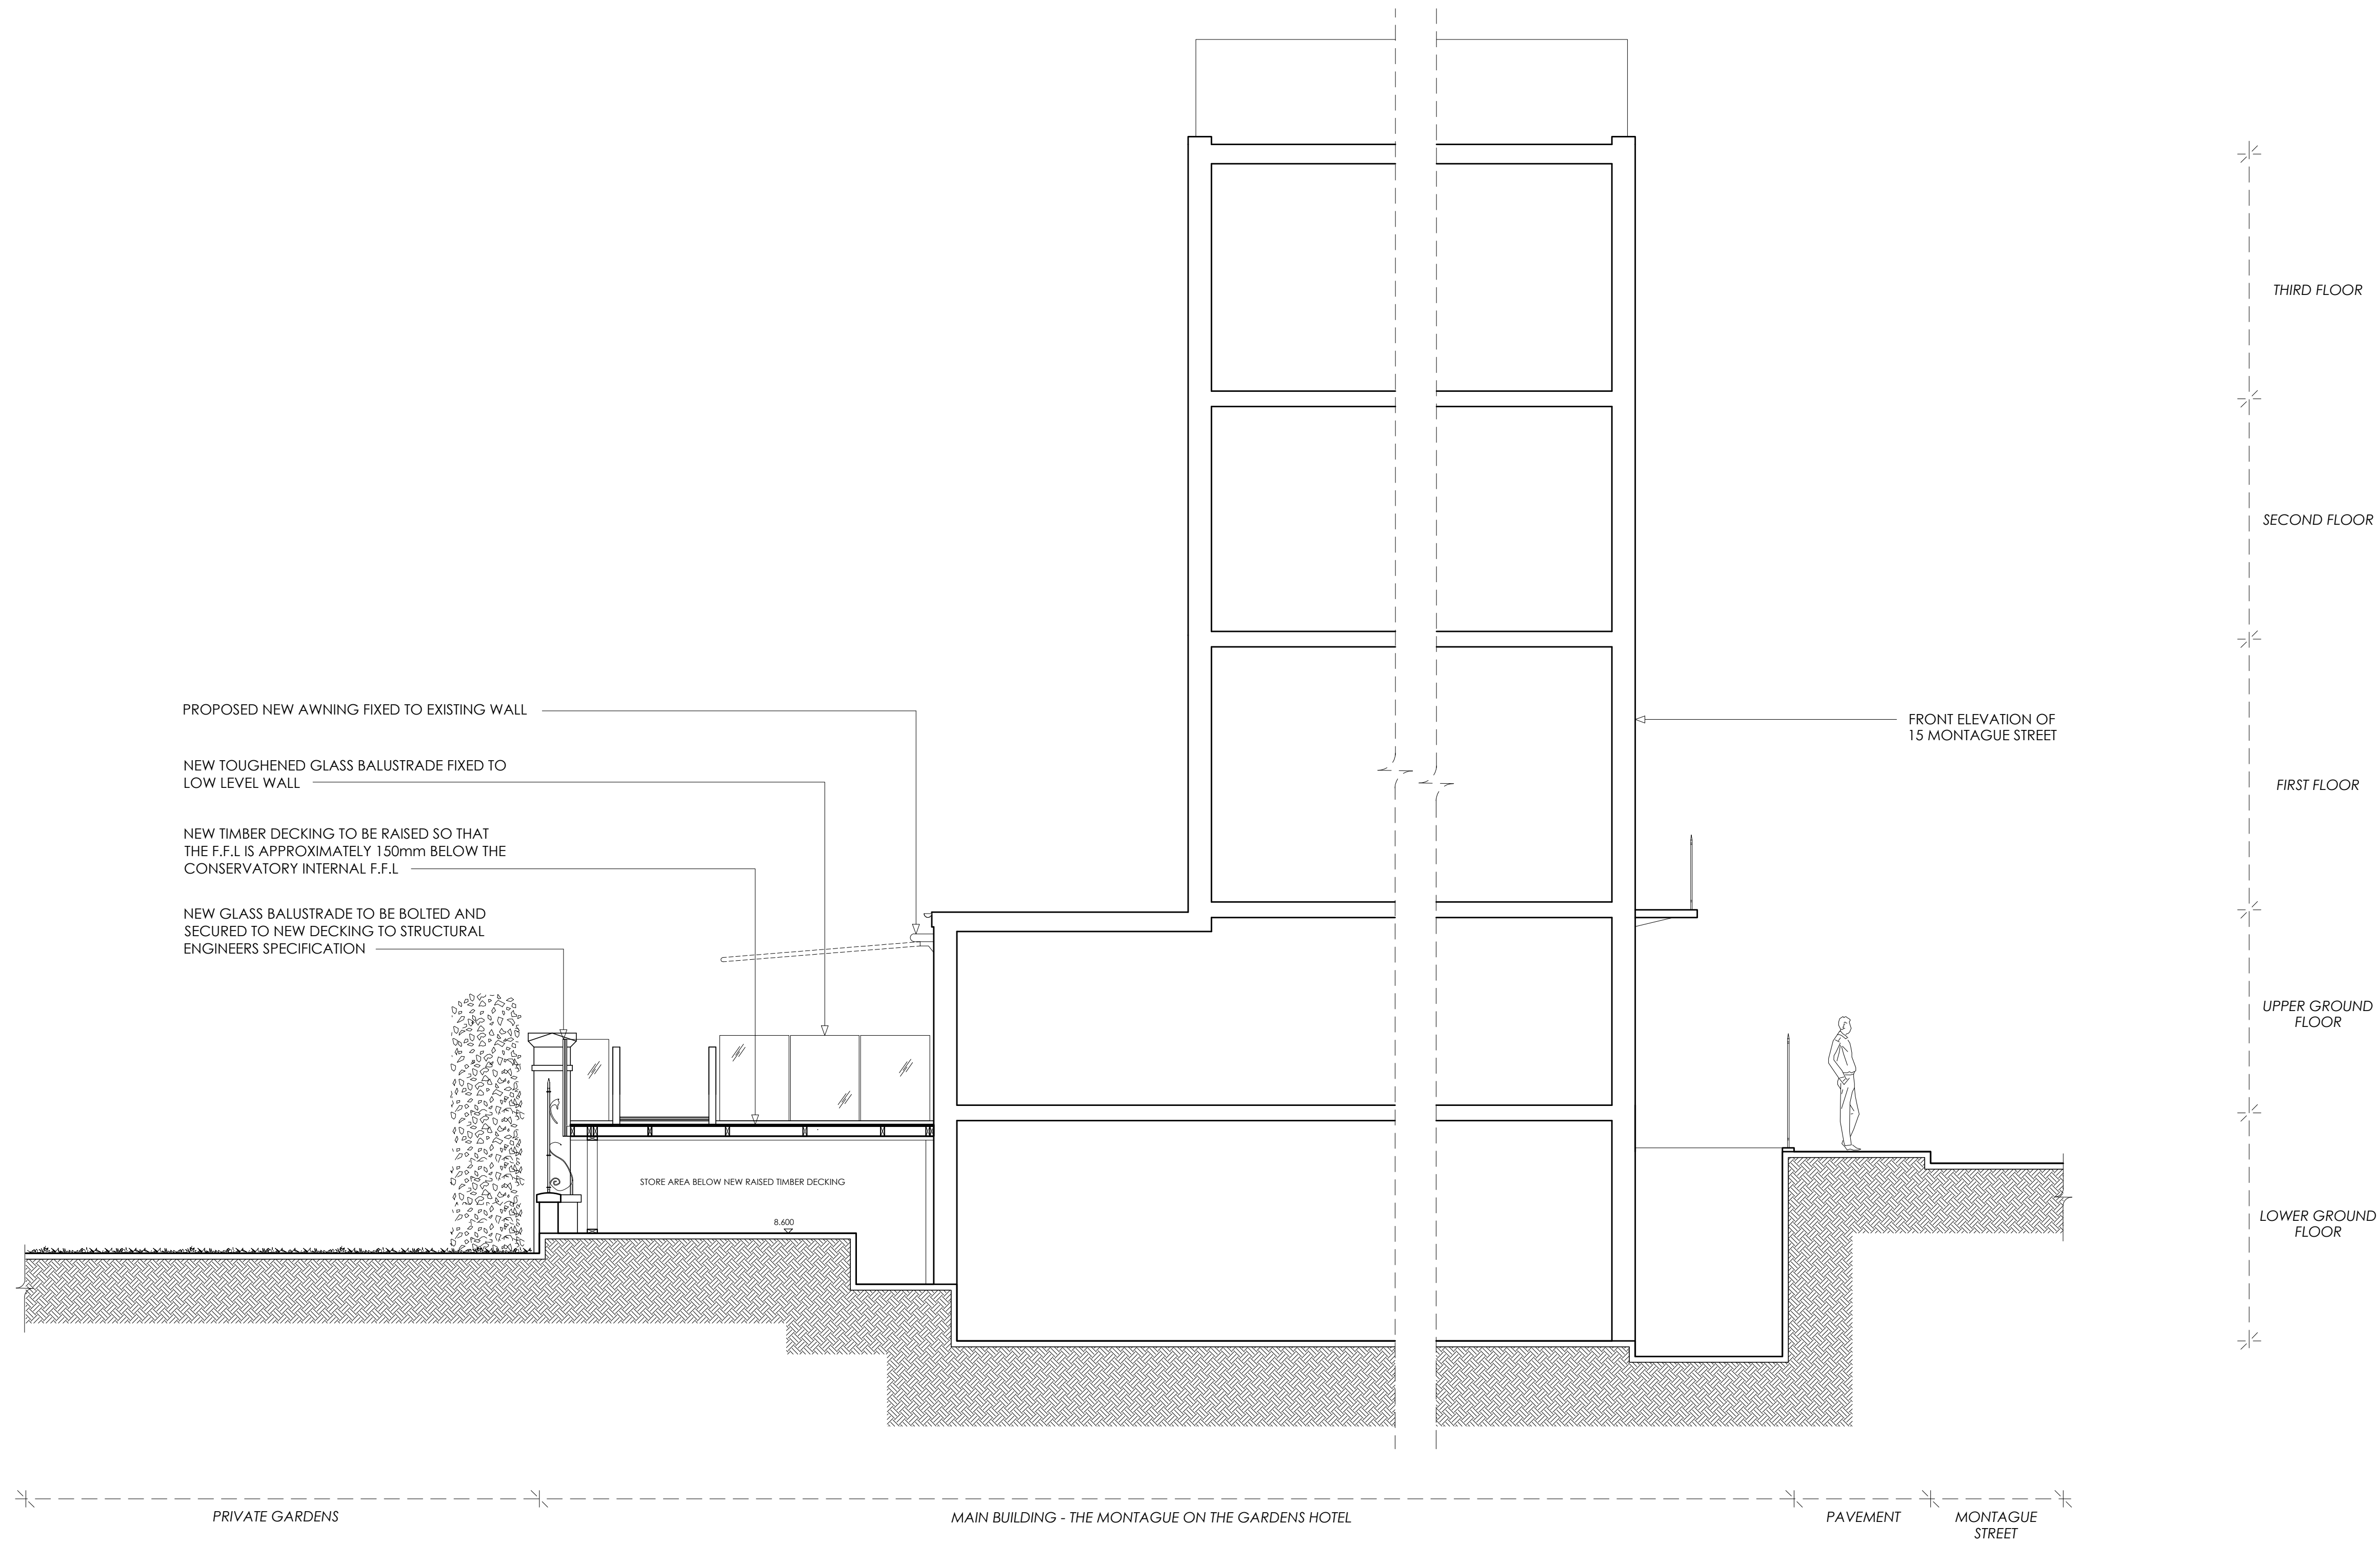 THIRD FLOOR
SECOND FLOOR
PROPOSED NEW AWNING FIXED TO EXISTING WALL
FRONT ELEVATION OF
15 MONTAGUE STREET
NEW TOUGHENED GLASS BALUSTRADE FIXED TO
LOW LEVEL WALL
FIRST FLOOR
NEW TIMBER DECKING TO BE RAISED SO THAT
THE F.F.L IS APPROXIMATELY 150mm BELOW THE
CONSERVATORY INTERNAL F.F.L
NEW GLASS BALUSTRADE TO BE BOLTED AND
SECURED TO NEW DECKING TO STRUCTURAL
ENGINEERS SPECIFICATION
UPPER GROUND
FLOOR
STORE AREA BELOW NEW RAISED TIMBER DECKING
8.600
LOWER GROUND
FLOOR
PRIVATE GARDENS
MAIN BUILDING - THE MONTAGUE ON THE GARDENS HOTEL
PAVEMENT
MONTAGUE
STREET